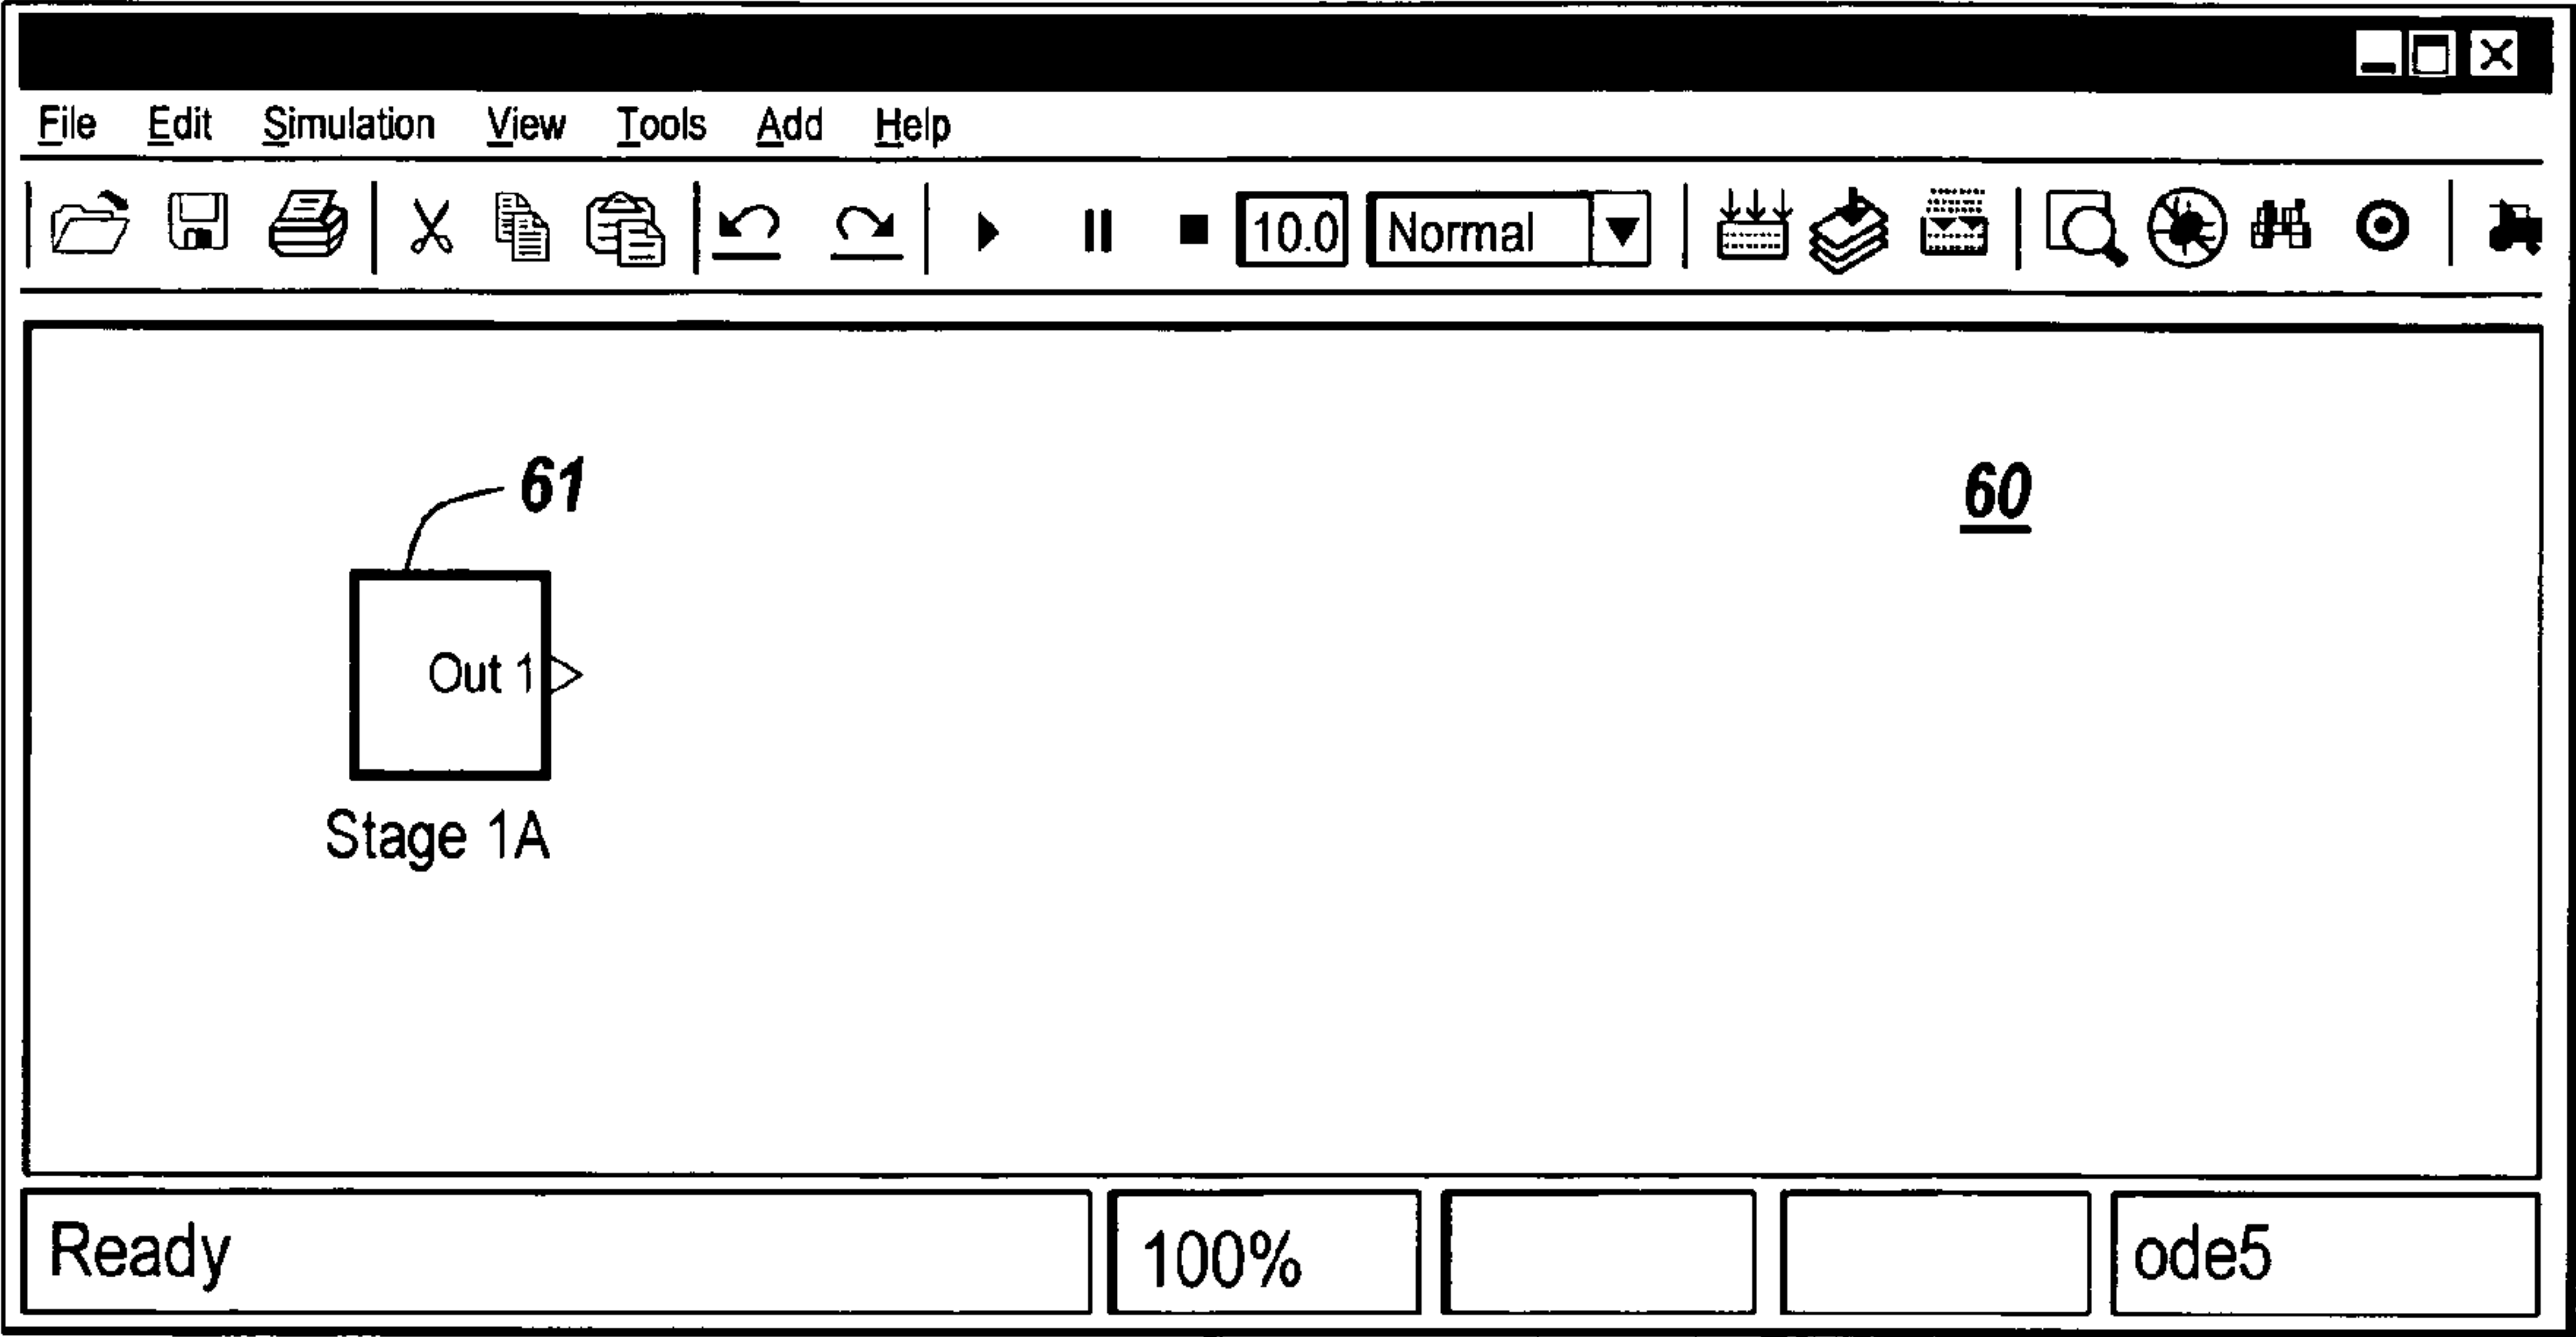 File Edit Simulation View Tools Add Help
10.0 Normal
61
60
Out 1
Stage 1A
Ready 100% ode5